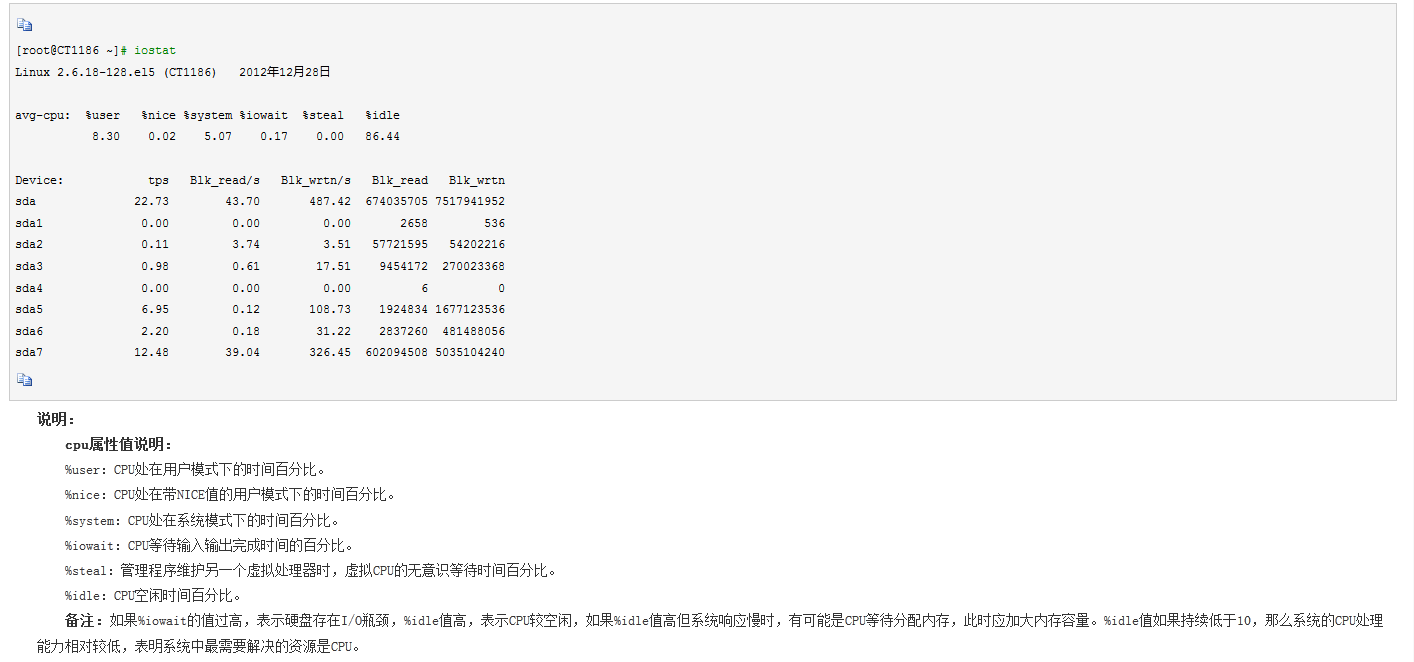 [root@CT1186 ~]# iostat
Linux 2.6.18-128.el5 (CT1186)   2012年12月28日
avg-cpu:  %user   %nice %system %iowait  %steal   %idle
           8.30    0.02    5.07    0.17    0.00   86.44
Device:            tps   Blk_read/s   Blk_wrtn/s   Blk_read   Blk_wrtn
sda              22.73        43.70       487.42  674035705 7517941952
sda1              0.00         0.00         0.00       2658        536
sda2              0.11         3.74         3.51   57721595   54202216
sda3              0.98         0.61        17.51    9454172  270023368
sda4              0.00         0.00         0.00          6          0
sda5              6.95         0.12       108.73    1924834 1677123536
sda6              2.20         0.18        31.22    2837260  481488056
sda7             12.48        39.04       326.45  602094508 5035104240
说明：
cpu属性值说明：
%user：CPU处在用户模式下的时间百分比。
%nice：CPU处在带NICE值的用户模式下的时间百分比。
%system：CPU处在系统模式下的时间百分比。
%iowait：CPU等待输入输出完成时间的百分比。
%steal：管理程序维护另一个虚拟处理器时，虚拟CPU的无意识等待时间百分比。
%idle：CPU空闲时间百分比。
备注：如果%iowait的值过高，表示硬盘存在I/O瓶颈，%idle值高，表示CPU较空闲，如果%idle值高但系统响应慢时，有可能是CPU等待分配内存，此时应加大内存容量。%idle值如果持续低于10，那么系统的CPU处理
能力相对较低，表明系统中最需要解决的资源是CPU。